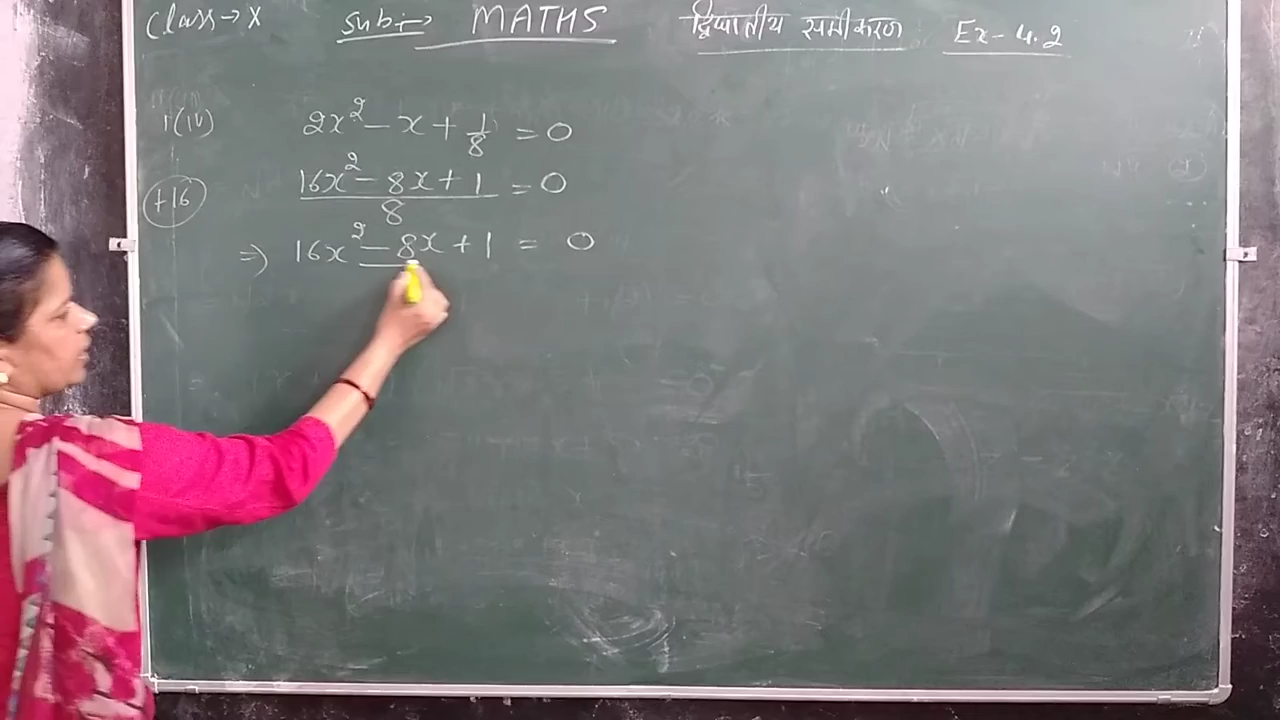 Class → X Sub:→ MATHS द्विघातीय समीकरण Ex-4.2
1(iv) 2x² - x + 1/8 = 0
+16 (16x² - 8x + 1)/8 = 0
⇒) 16x² - 8x + 1 = 0